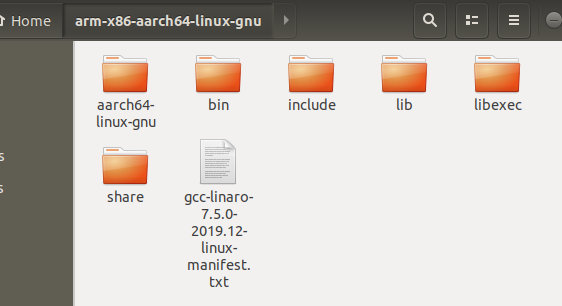 Home arm-x86-aarch64-linux-gnu
aarch64-
linux-gnu
bin
include
lib
libexec
share
gcc-linaro-
7.5.0-
2019.12-
linux-
manifest.
txt
s
s